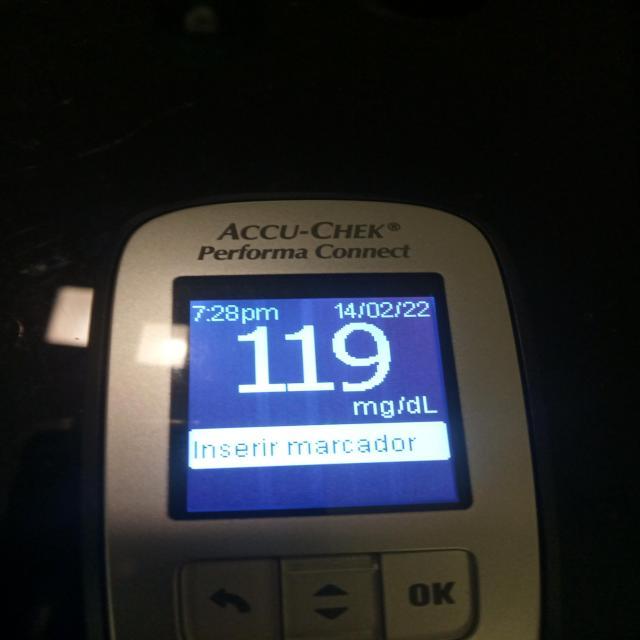 ACCU-CHEK®
Performa Connect
7:28pm 14/02/22
119
mg/dL
Inserir marcador
OK